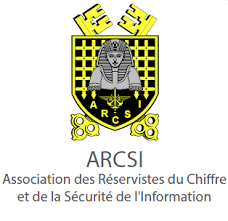 ARCSI
ARCSI
Association des Réservistes du Chiffre
et de la Sécurité de l'Information